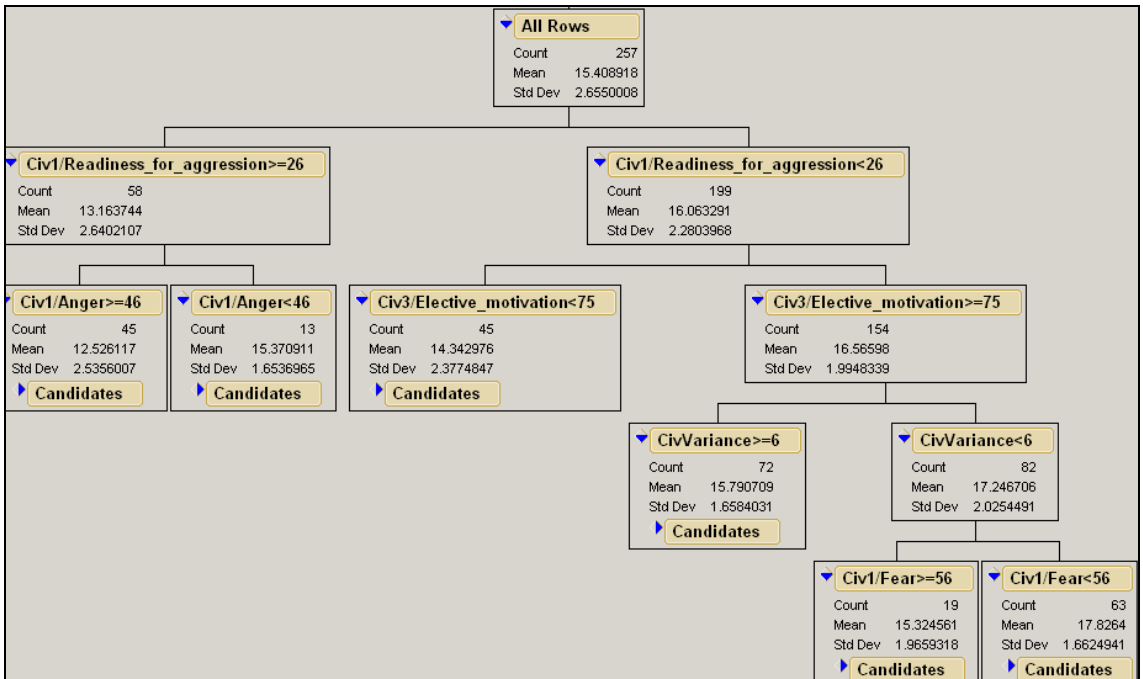 All Rows
Count 257
Mean 15.408918
Std Dev 2.6550008
Civ1/Readiness_for_aggression>=26
Count 58
Mean 13.163744
Std Dev 2.6402107
Civ1/Readiness_for_aggression<26
Count 199
Mean 16.063291
Std Dev 2.2803968
Civ1/Anger>=46
Count 45
Mean 12.526117
Std Dev 2.5356007
Candidates
Civ1/Anger<46
Count 13
Mean 15.370911
Std Dev 1.6536965
Candidates
Civ3/Elective_motivation<75
Count 45
Mean 14.342976
Std Dev 2.3774847
Candidates
Civ3/Elective_motivation>=75
Count 154
Mean 16.56598
Std Dev 1.9948339
CivVariance>=6
Count 72
Mean 15.790709
Std Dev 1.6584031
Candidates
CivVariance<6
Count 82
Mean 17.246706
Std Dev 2.0254491
Civ1/Fear>=56
Count 19
Mean 15.324561
Std Dev 1.9659318
Candidates
Civ1/Fear<56
Count 63
Mean 17.8264
Std Dev 1.6624941
Candidates